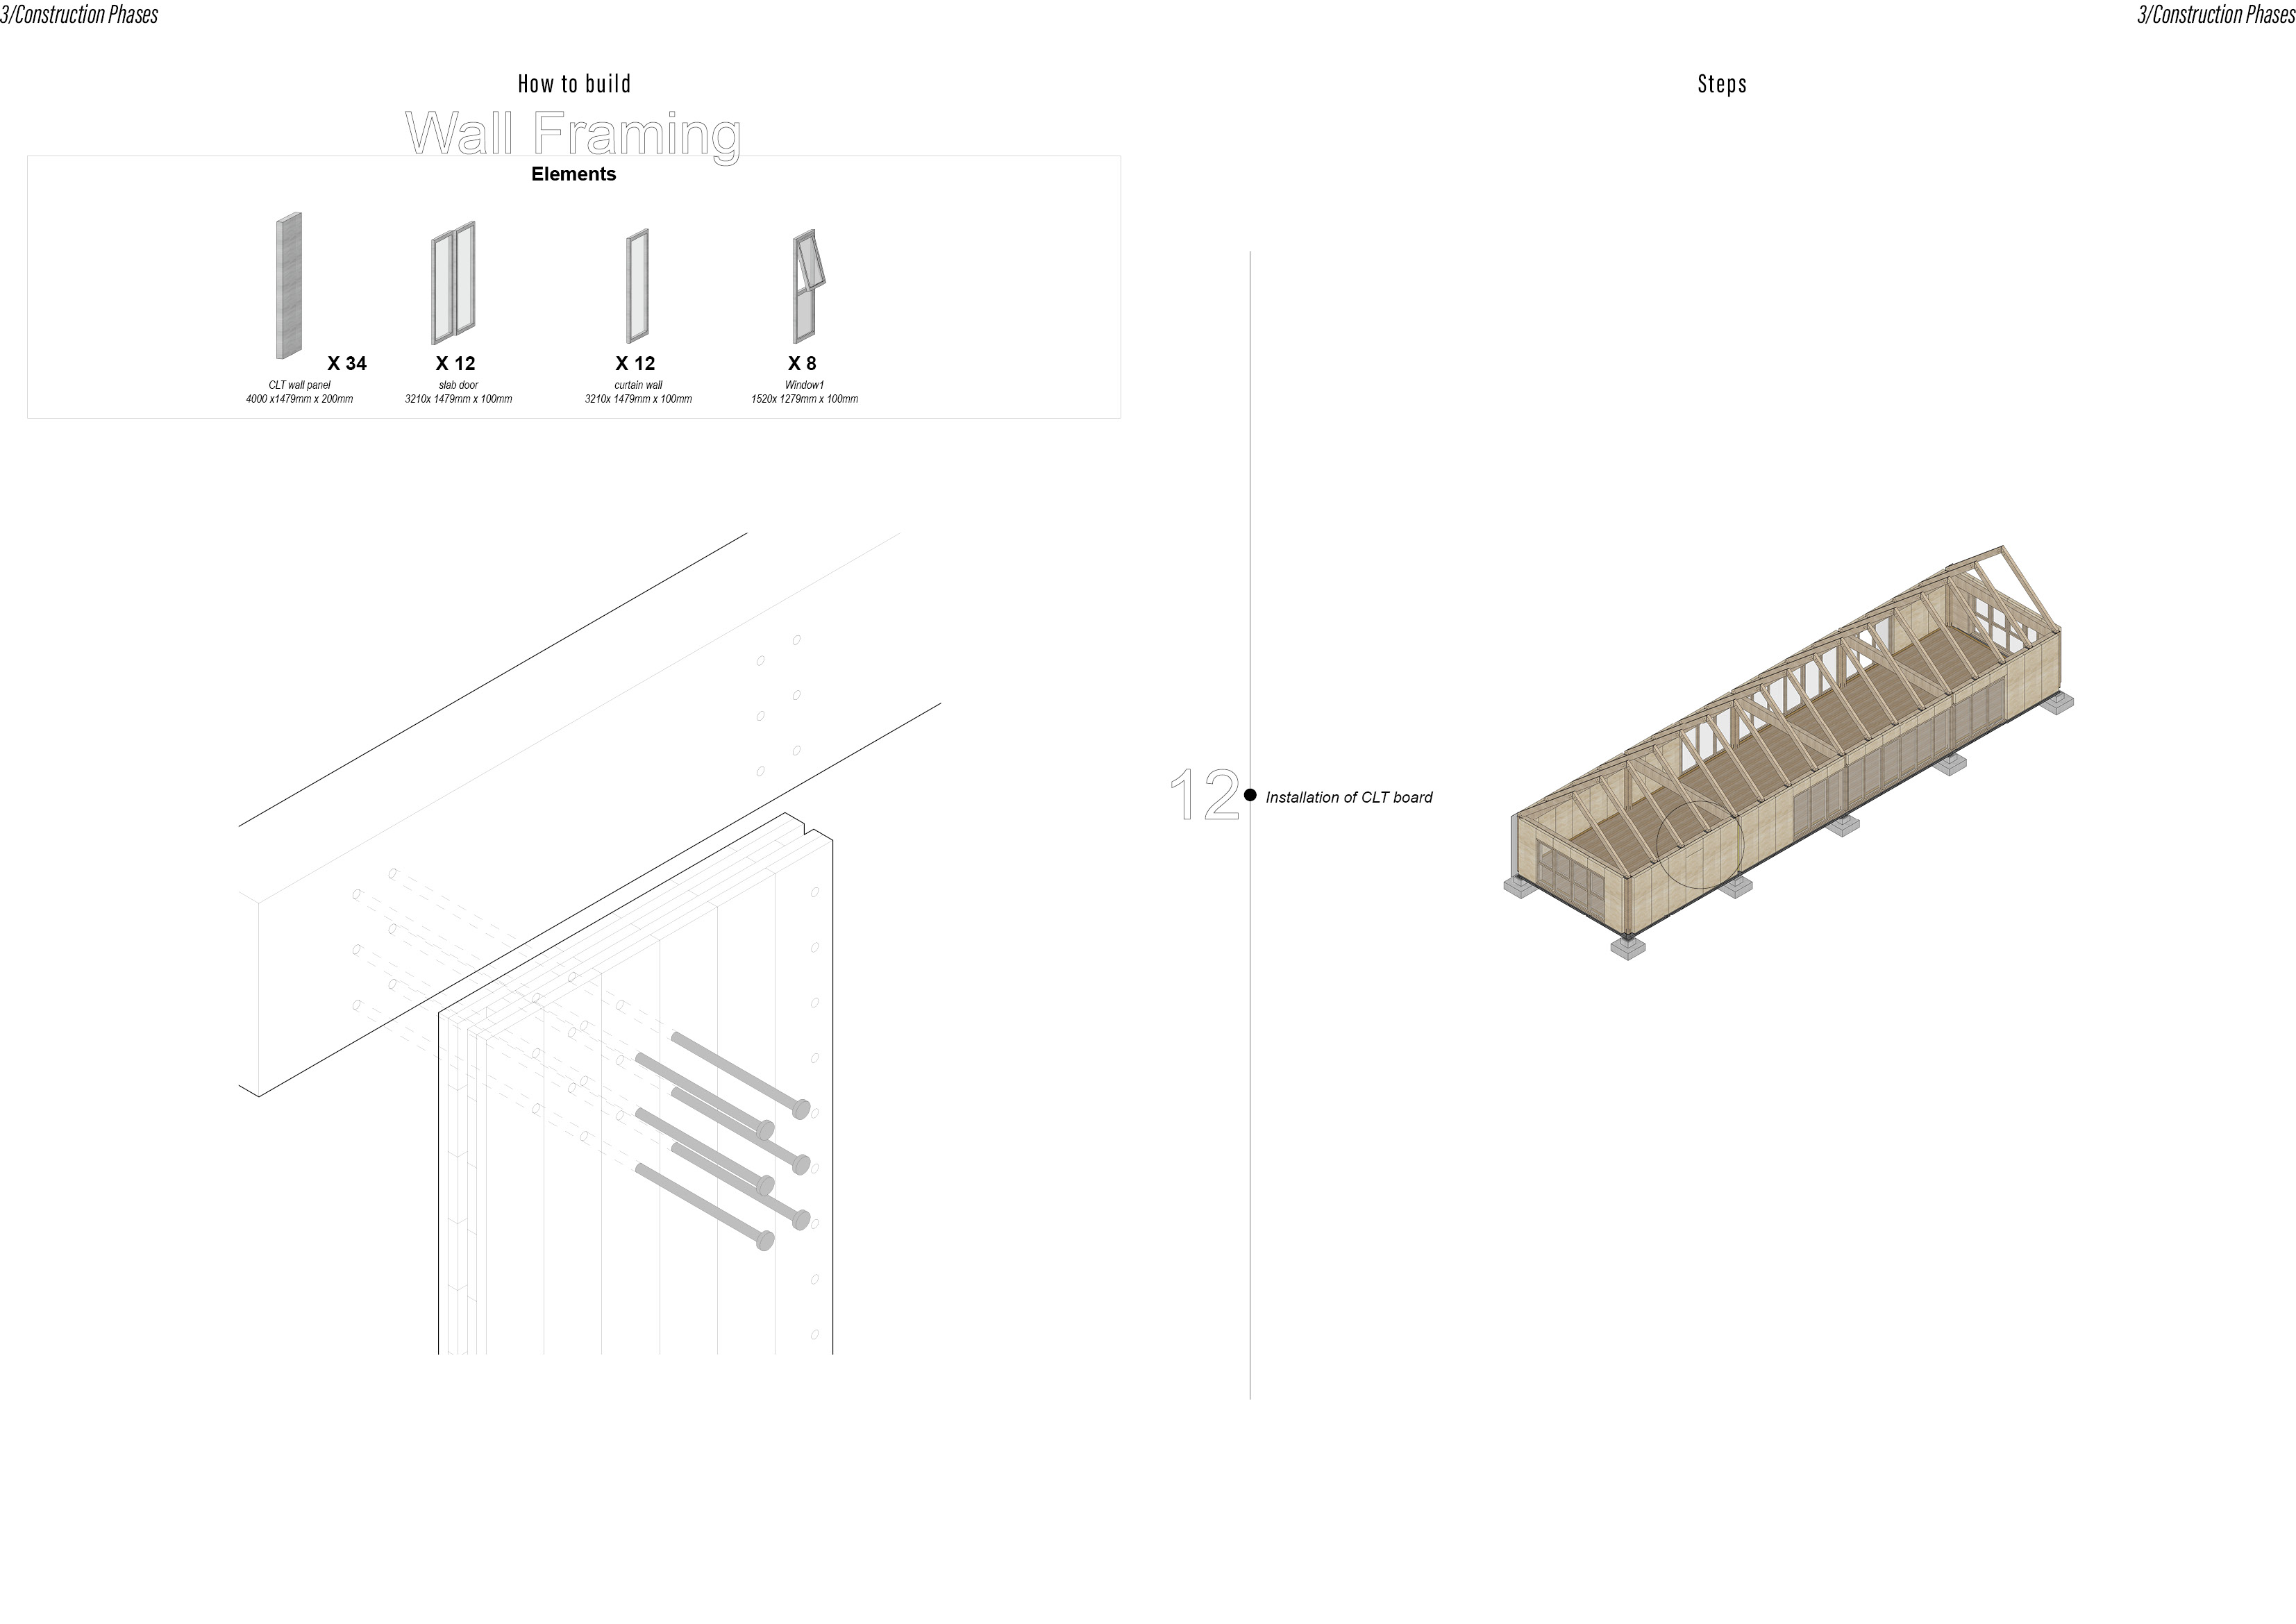 3/Construction Phases
3/Construction Phases
How to build
Wall Framing
Elements
X 34
CLT wall panel
4000 x1479mm x 200mm
X 12
slab door
3210x 1479mm x 100mm
X 12
curtain wall
3210x 1479mm x 100mm
X 8
Window1
1520x 1279mm x 100mm
Steps
12
Installation of CLT board